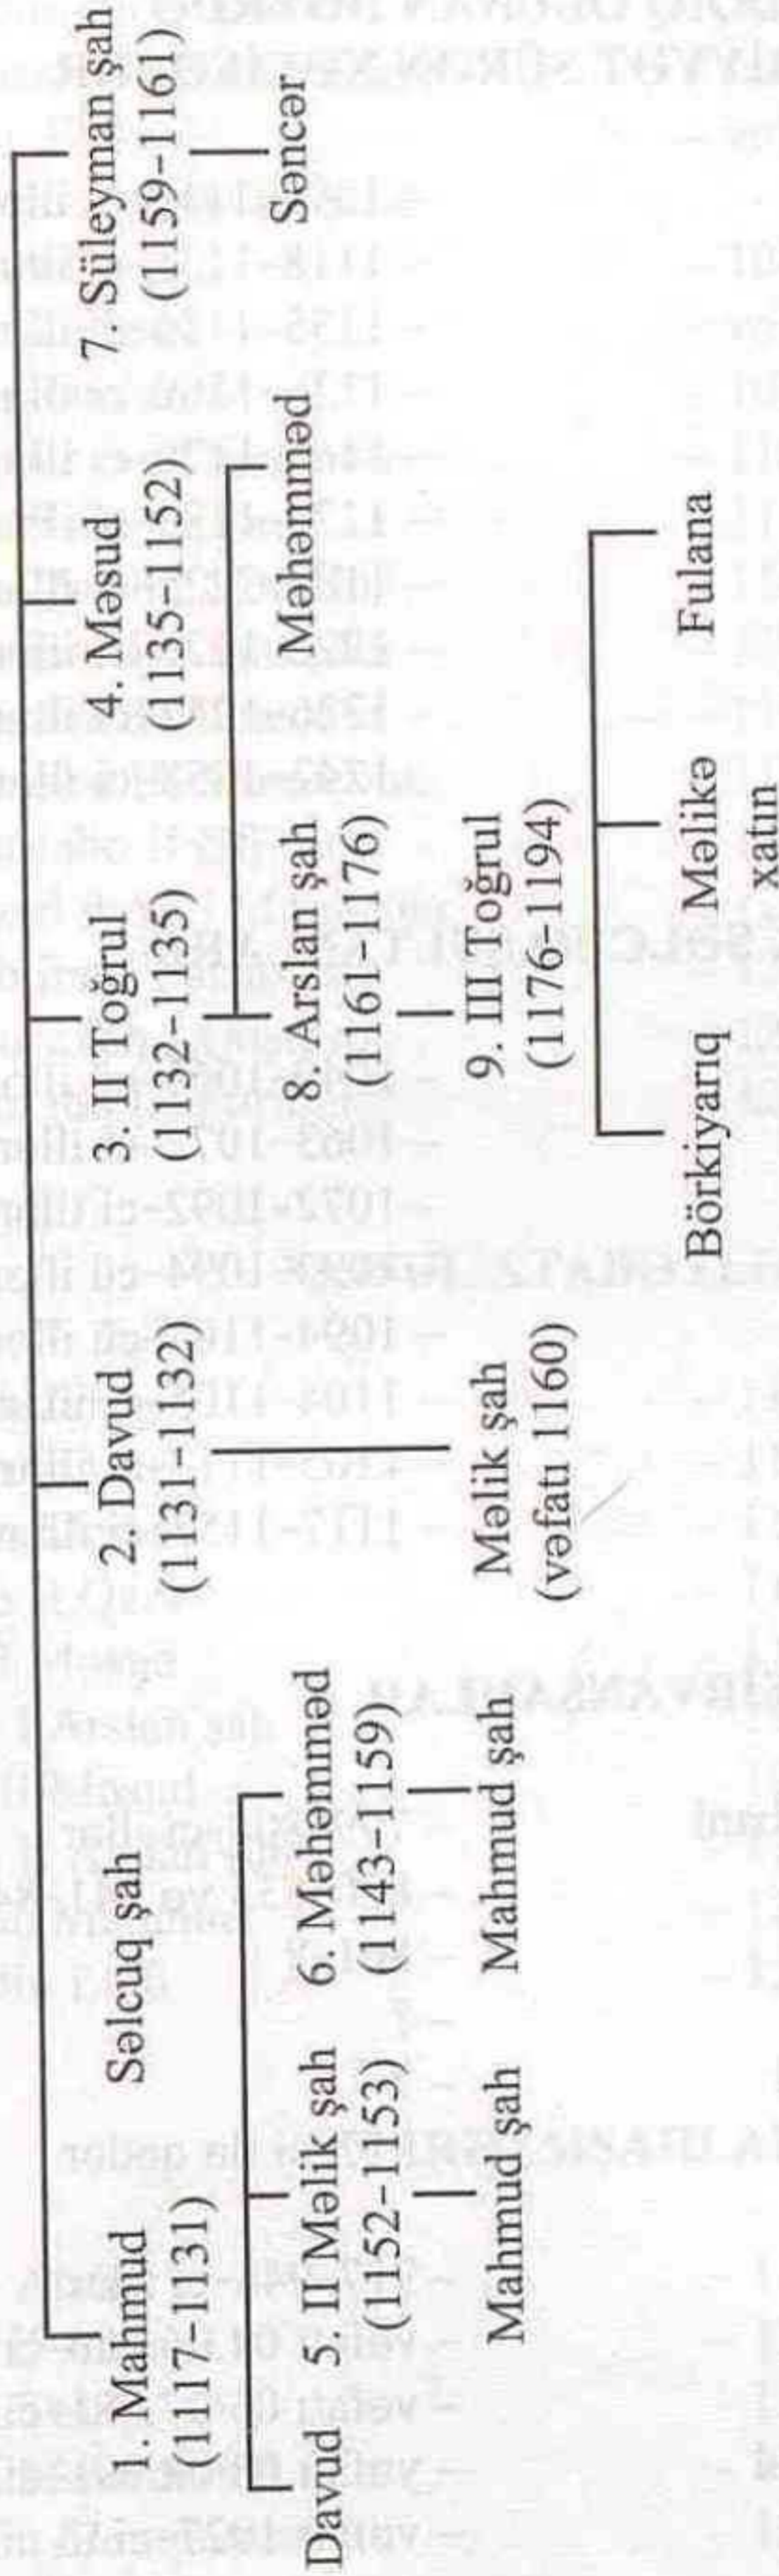 1. Mahmud
(1117–1131)
Səlcuq şah
2. Davud
(1131–1132)
3. II Toğrul
(1132–1135)
4. Məsud
(1135–1152)
7. Süleyman şah
(1159–1161)
Davud
5. II Məlik şah
(1152–1153)
6. Məhəmməd
(1143–1159)
Məlik şah
(vəfatı 1160)
8. Arslan şah
(1161–1176)
Məhəmməd
Səncər
Mahmud şah
Mahmud şah
9. III Toğrul
(1176–1194)
Börkiyarıq
Məlikə
xatın
Fulana